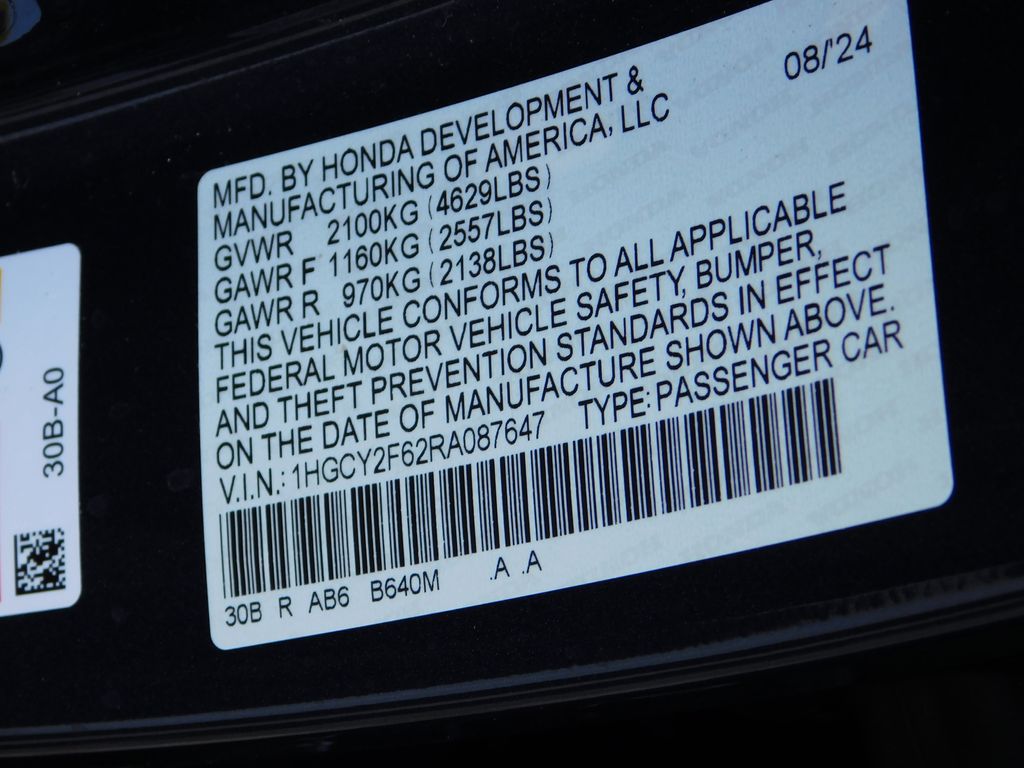 08/'24
MFD. BY HONDA DEVELOPMENT &
MANUFACTURING OF AMERICA, LLC
GVWR 2100KG (4629LBS)
GAWR F 1160KG (2557LBS)
GAWR R 970KG (2138LBS)
THIS VEHICLE CONFORMS TO ALL APPLICABLE
FEDERAL MOTOR VEHICLE SAFETY, BUMPER,
AND THEFT PREVENTION STANDARDS IN EFFECT
ON THE DATE OF MANUFACTURE SHOWN ABOVE.
V.I.N.: 1HGCY2F62RA087647 TYPE: PASSENGER CAR
30B R AB6 B640M .A .A
30B-A0